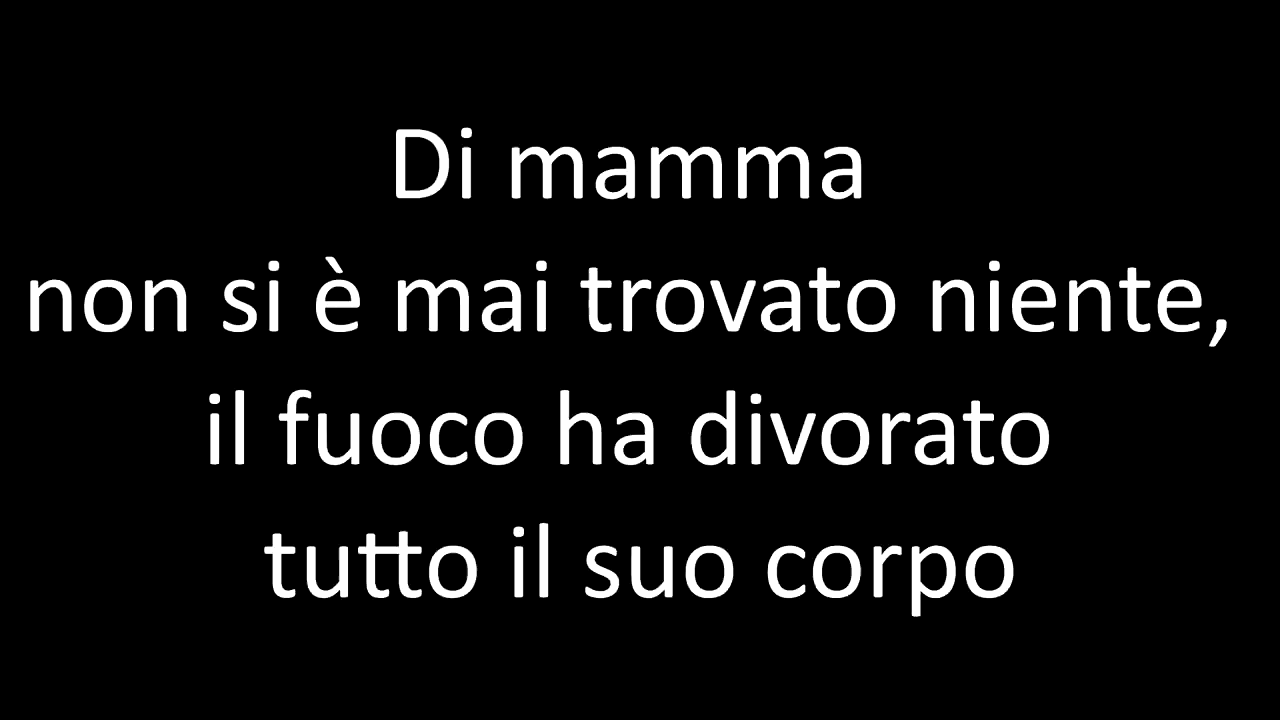 Di mamma
non si è mai trovato niente,
il fuoco ha divorato
tutto il suo corpo